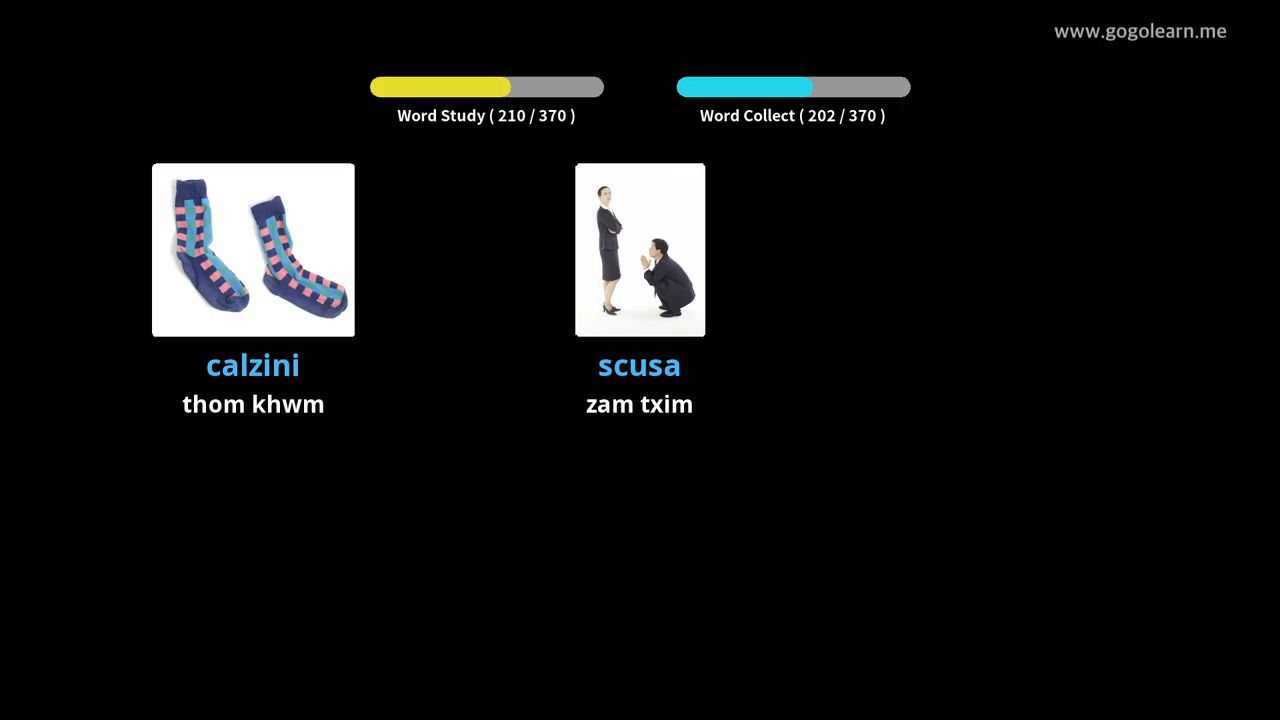 www.gogolearn.me
Word Study ( 210 / 370 )
Word Collect ( 202 / 370 )
calzini
thom khwm
scusa
zam txim